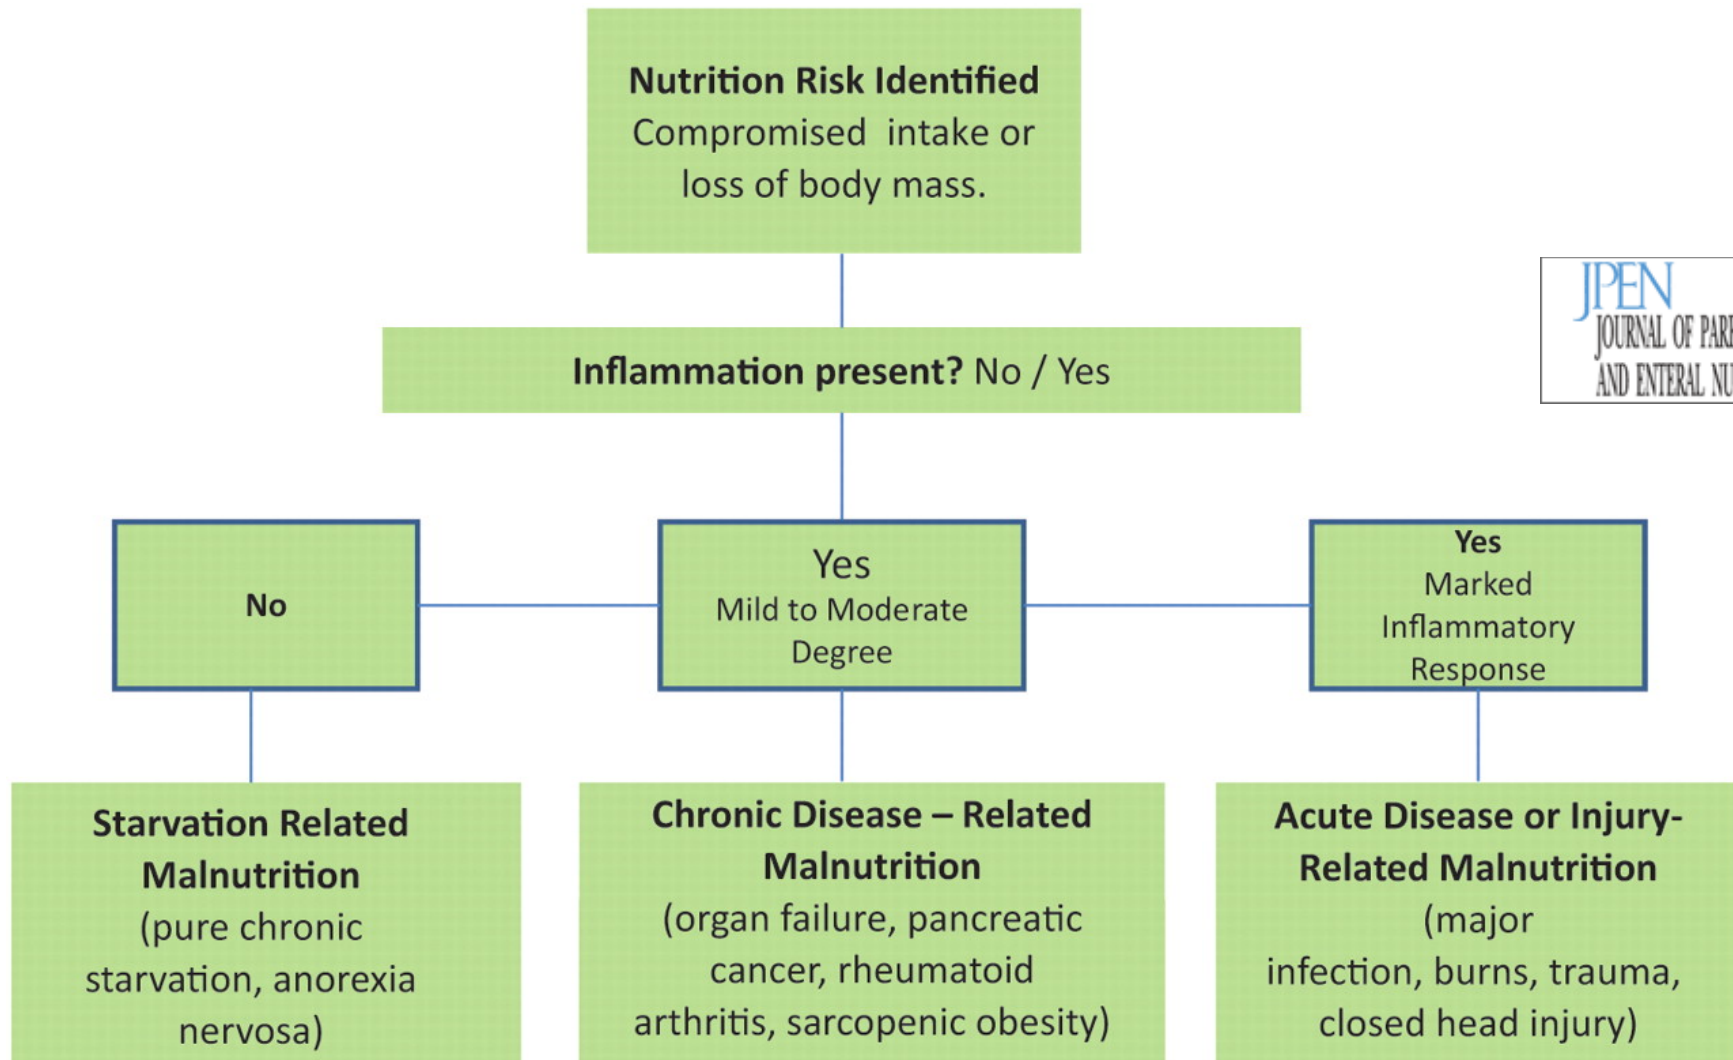 Nutrition Risk Identified
Compromised intake or
loss of body mass.
JPEN
JOURNAL OF
AND ENTERAL
Inflammation present? No / Yes
No
Yes
Mild to Moderate
Degree
Yes
Marked
Inflammatory
Response
Starvation Related
Malnutrition
(pure chronic
starvation, anorexia
nervosa)
Chronic Disease – Related
Malnutrition
(organ failure, pancreatic
cancer, rheumatoid
arthritis, sarcopenic obesity)
Acute Disease or Injury-
Related Malnutrition
(major
infection, burns, trauma,
closed head injury)